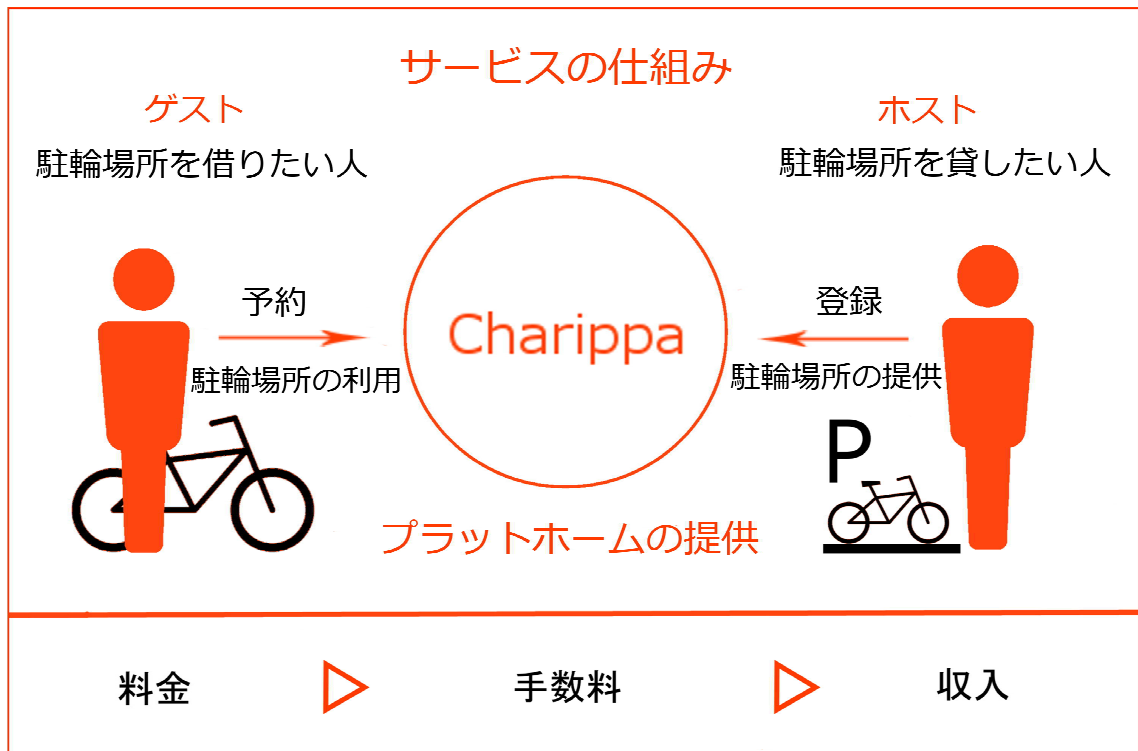 サービスの仕組み
ゲスト
駐輪場所を借りたい人
ホスト
駐輪場所を貸したい人
予約
駐輪場所の利用
Charippa
登録
駐輪場所の提供
P
プラットホームの提供
料金
手数料
収入